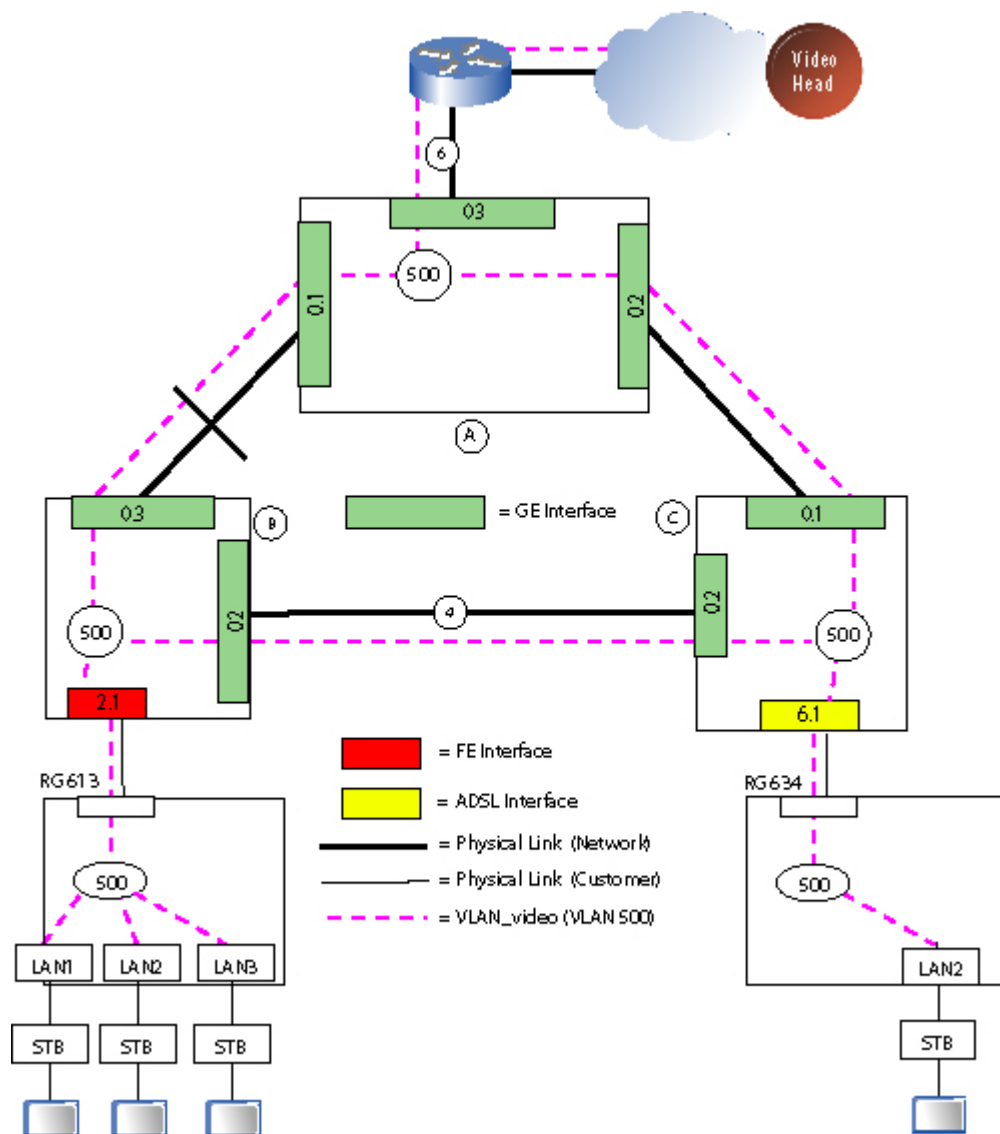 Video
Head
6
03
500
0.1
0.2
A
03
B
= GE Interface
C
0.1
02
02
4
500
500
2.1
6.1
= FE Interface
RG613
RG634
= ADSL Interface
= Physical Link (Network)
500
= Physical Link (Customer)
500
= VLAN_video (VLAN 500)
LAN1
LAN2
LAN3
LAN2
STB
STB
STB
STB